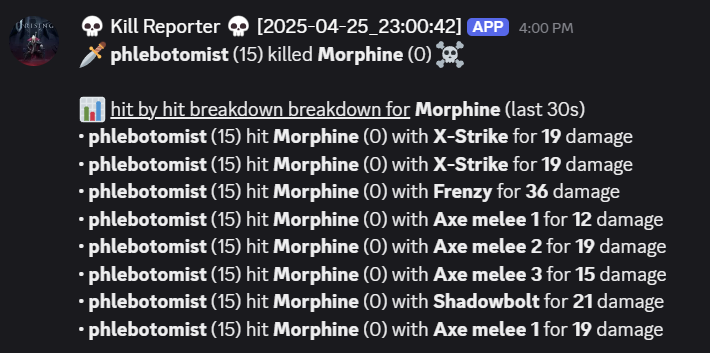 V RISING
💀 Kill Reporter 💀 [2025-04-25_23:00:42] APP 4:00 PM
🗡️ phlebotomist (15) killed Morphine (0) ☠️
📊 hit by hit breakdown breakdown for Morphine (last 30s)
• phlebotomist (15) hit Morphine (0) with X-Strike for 19 damage
• phlebotomist (15) hit Morphine (0) with X-Strike for 19 damage
• phlebotomist (15) hit Morphine (0) with Frenzy for 36 damage
• phlebotomist (15) hit Morphine (0) with Axe melee 1 for 12 damage
• phlebotomist (15) hit Morphine (0) with Axe melee 2 for 19 damage
• phlebotomist (15) hit Morphine (0) with Axe melee 3 for 15 damage
• phlebotomist (15) hit Morphine (0) with Shadowbolt for 21 damage
• phlebotomist (15) hit Morphine (0) with Axe melee 1 for 19 damage